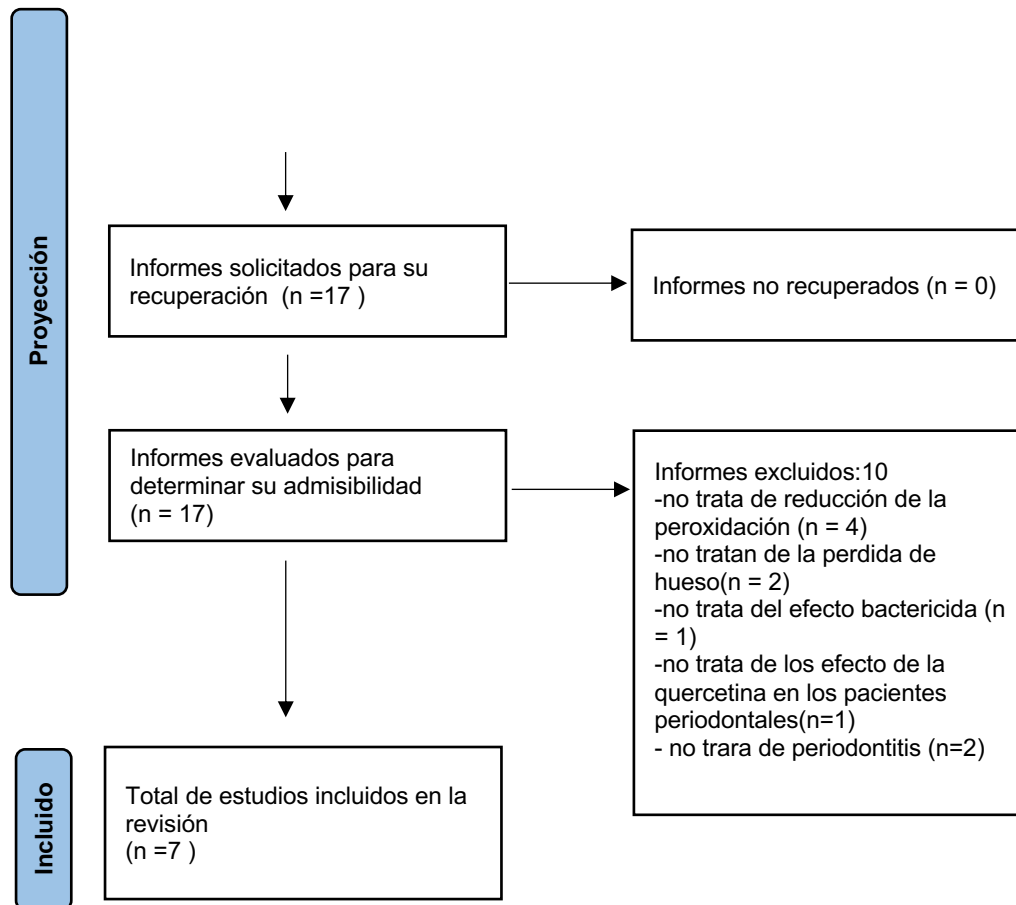 Proyección
Informes solicitados para su
recuperación (n =17 )
Informes no recuperados (n = 0)
Informes evaluados para
determinar su admisibilidad
(n = 17)
Informes excluidos:10
-no trata de reducción de la
peroxidación (n = 4)
-no tratan de la perdida de
hueso(n = 2)
-no trata del efecto bactericida (n
= 1)
-no trata de los efecto de la
quercetina en los pacientes
periodontales(n=1)
- no trara de periodontitis (n=2)
Incluido
Total de estudios incluidos en la
revisión
(n =7 )